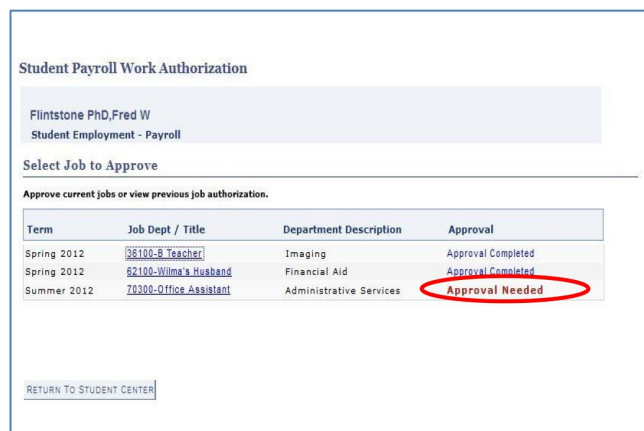 Student Payroll Work Authorization
Flintstone PhD,Fred W
Student Employment - Payroll
Select Job to Approve
Approve current jobs or view previous job authorization.
Term Job Dept / Title Department Description Approval
Spring 2012 36100-B Teacher Imaging Approval Completed
Spring 2012 62100-Wilma's Husband Financial Aid Approval Completed
Summer 2012 70300-Office Assistant Administrative Services Approval Needed
RETURN TO STUDENT CENTER